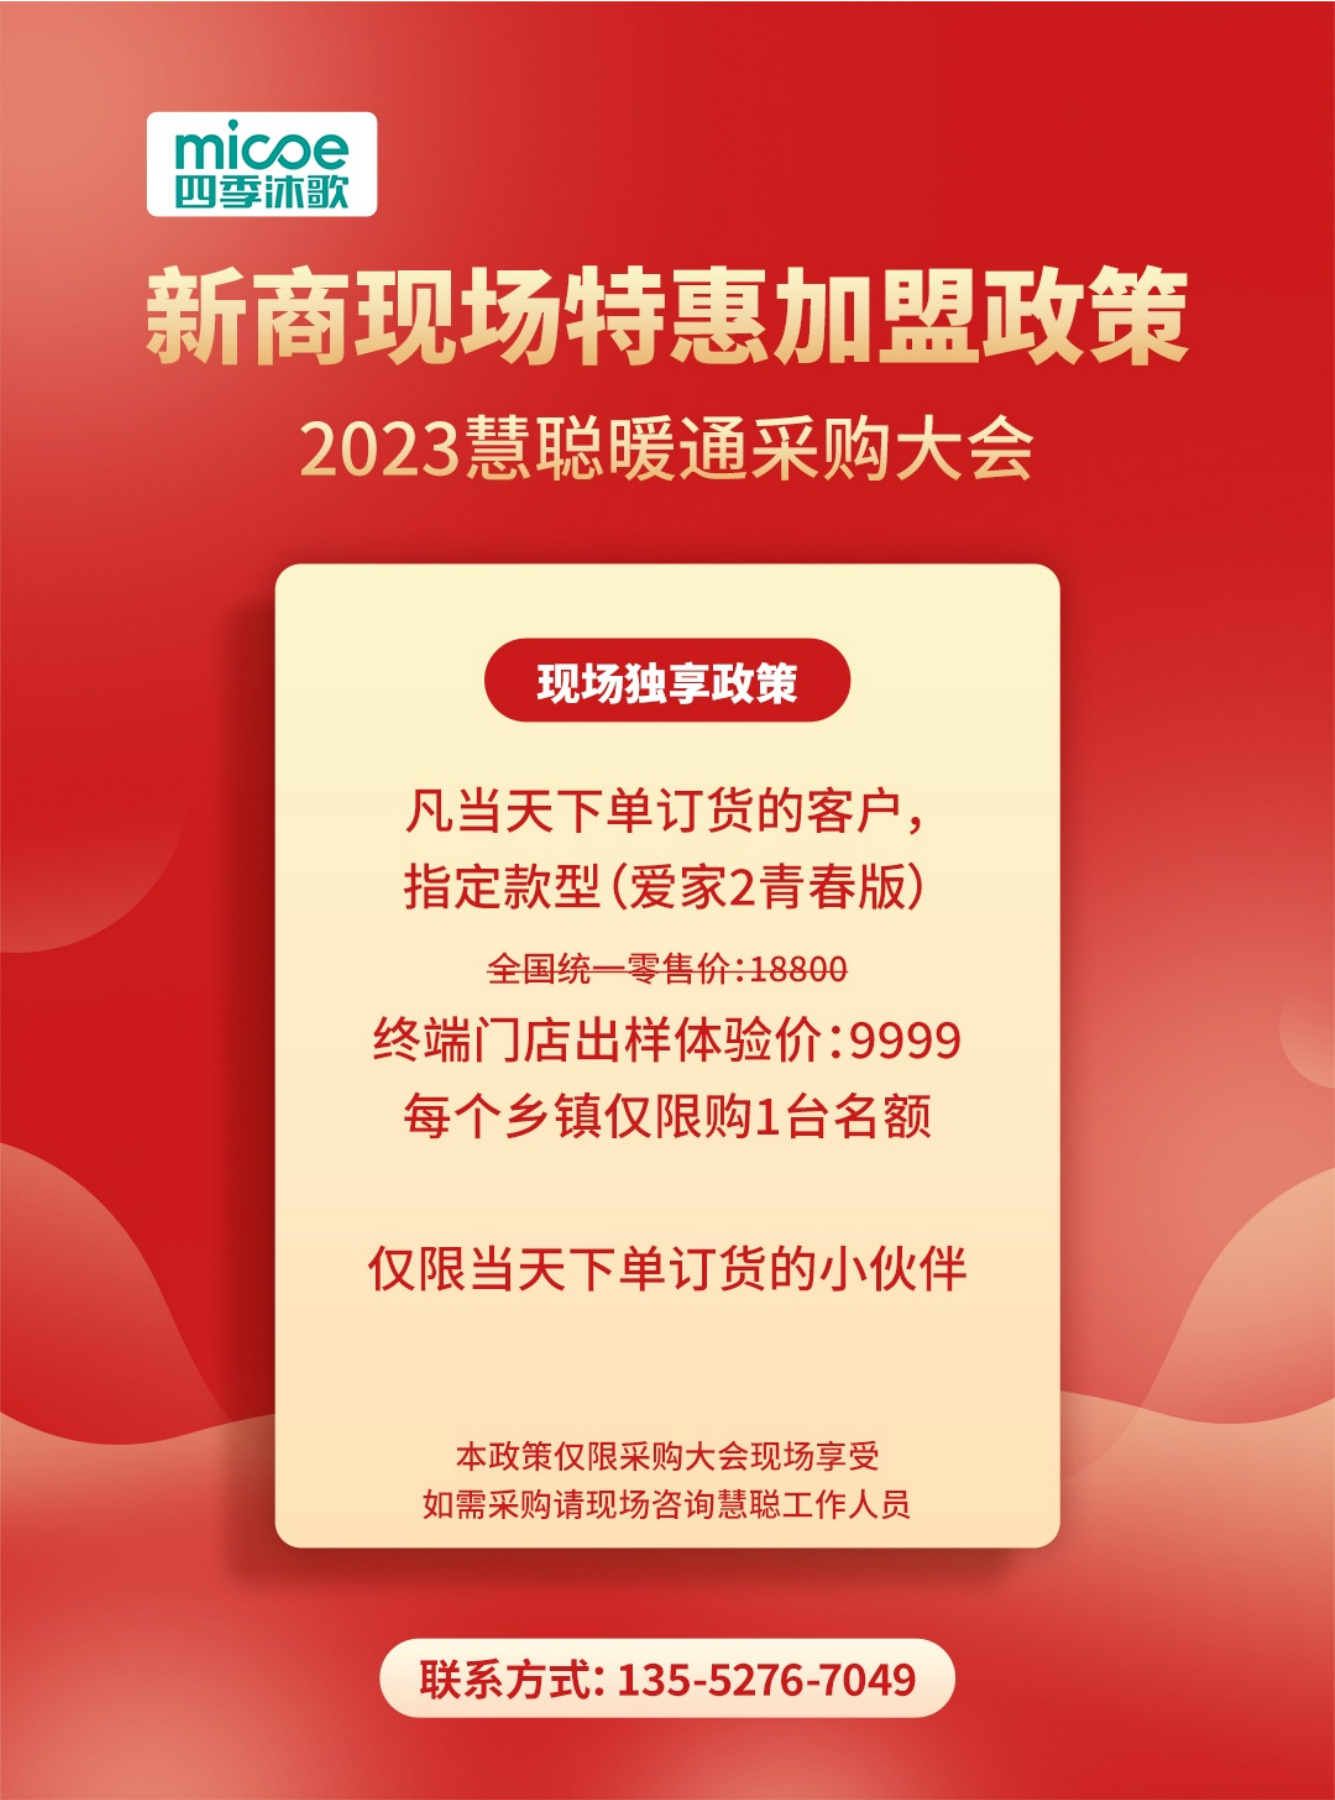 micoe
四季沐歌
新商现场特惠加盟政策
2023慧聪暖通采购大会
现场独享政策
凡当天下单订货的客户，
指定款型（爱家2青春版）
全国统一零售价：18800
终端门店出样体验价：9999
每个乡镇仅限购1台名额
仅限当天下单订货的小伙伴
本政策仅限采购大会现场享受
如需采购请现场咨询慧聪工作人员
联系方式：135-5276-7049